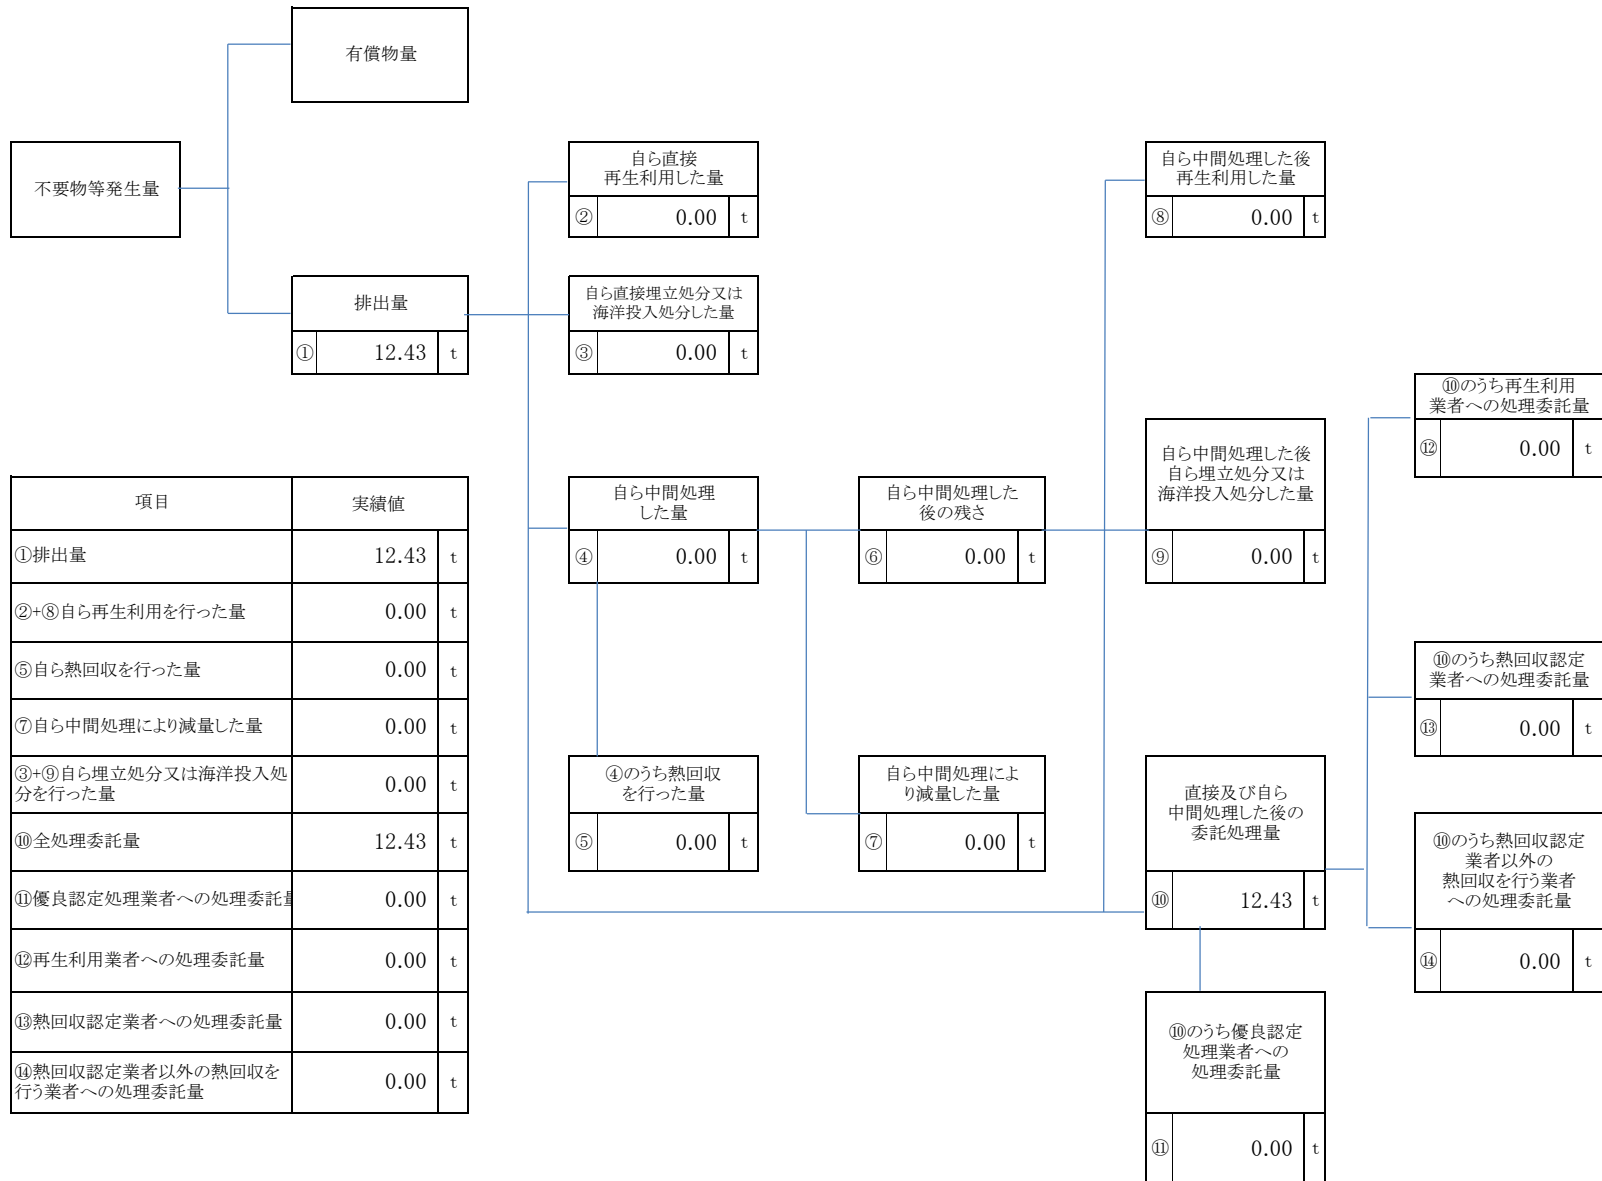 有償物量
不要物等発生量
排出量
① 12.43 t
自ら直接
再生利用した量
② 0.00 t
自ら直接埋立処分又は
海洋投入処分した量
③ 0.00 t
自ら中間処理した後
再生利用した量
⑧ 0.00 t
自ら中間処理
した量
④ 0.00 t
自ら中間処理した
後の残さ
⑥ 0.00 t
自ら中間処理した後
自ら埋立処分又は
海洋投入処分した量
⑨ 0.00 t
⑩のうち再生利用
業者への処理委託量
⑫ 0.00 t
⑩のうち熱回収認定
業者への処理委託量
⑬ 0.00 t
④のうち熱回収
を行った量
⑤ 0.00 t
自ら中間処理によ
り減量した量
⑦ 0.00 t
直接及び自ら
中間処理した後の
委託処理量
⑩ 12.43 t
⑩のうち熱回収認定
業者以外の
熱回収を行う業者
への処理委託量
⑭ 0.00 t
⑩のうち優良認定
処理業者への
処理委託量
⑪ 0.00 t
項目 実績値
①排出量 12.43 t
②+⑧自ら再生利用を行った量 0.00 t
⑤自ら熱回収を行った量 0.00 t
⑦自ら中間処理により減量した量 0.00 t
③+⑨自ら埋立処分又は海洋投入処
分を行った量 0.00 t
⑩全処理委託量 12.43 t
⑪優良認定処理業者への処理委託量 0.00 t
⑫再生利用業者への処理委託量 0.00 t
⑬熱回収認定業者への処理委託量 0.00 t
⑭熱回収認定業者以外の熱回収を
行う業者への処理委託量 0.00 t